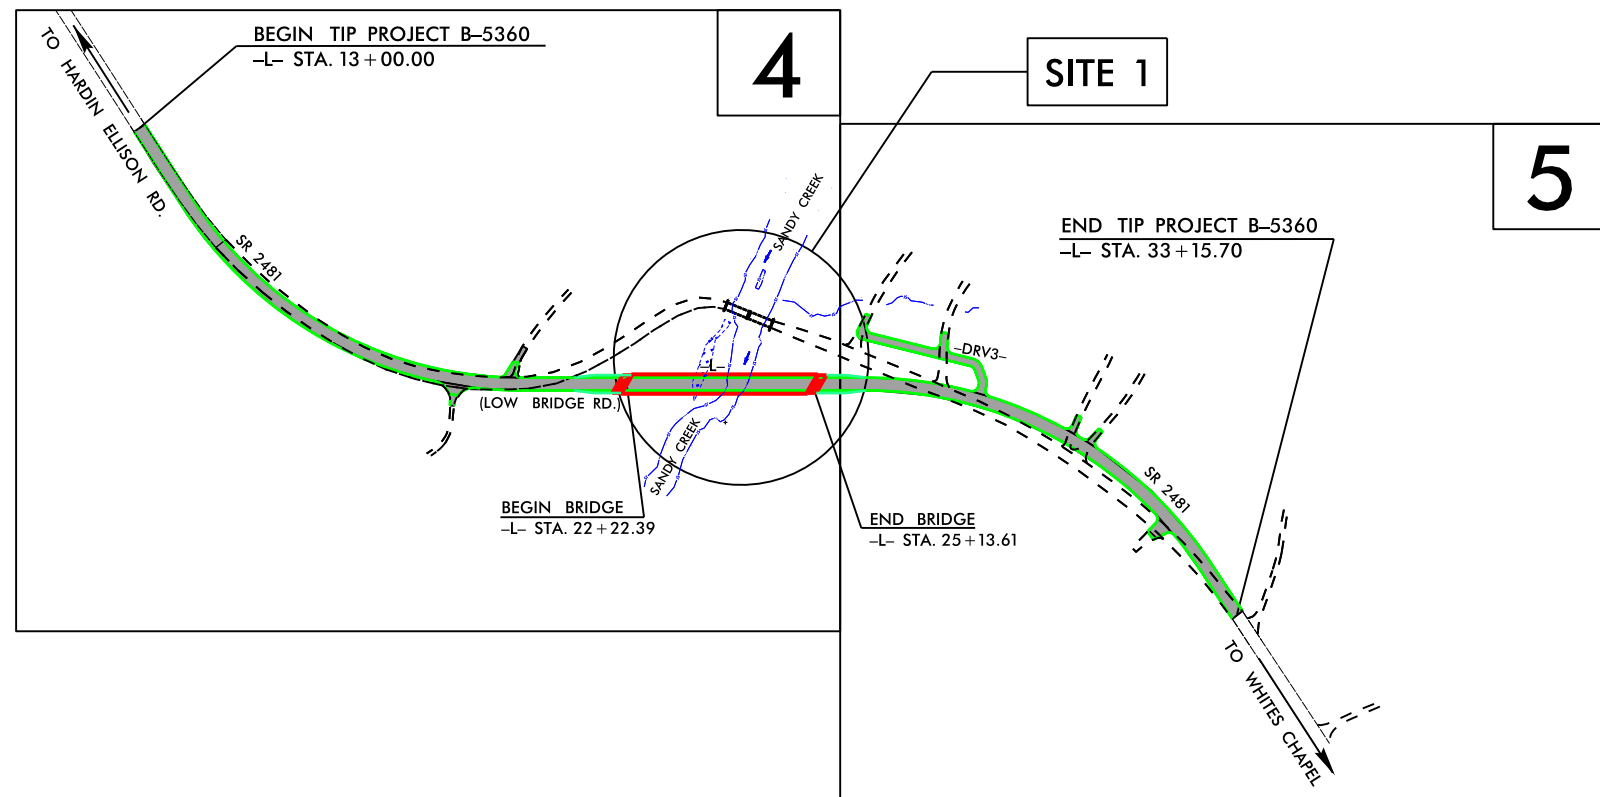 BEGIN TIP PROJECT B–5360
–L– STA. 13+00.00
4
SITE 1
5
TO HARDIN ELLISON RD.
SR 2481
SANDY CREEK
END TIP PROJECT B–5360
–L– STA. 33+15.70
–DRV3–
–L–
(LOW BRIDGE RD.)
SANDY CREEK
SR 2481
BEGIN BRIDGE
–L– STA. 22+22.39
END BRIDGE
–L– STA. 25+13.61
TO WHITES CHAPEL